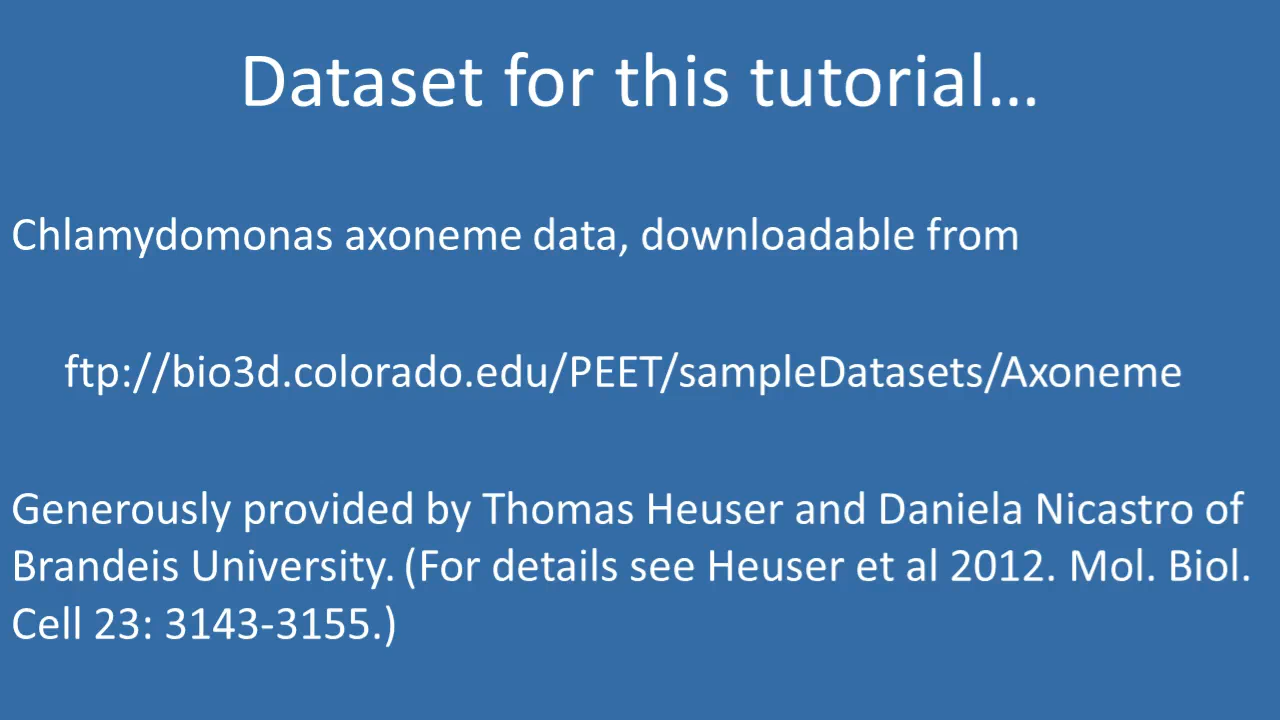 Dataset for this tutorial…
Chlamydomonas axoneme data, downloadable from
ftp://bio3d.colorado.edu/PEET/sampleDatasets/Axoneme
Generously provided by Thomas Heuser and Daniela Nicastro of
Brandeis University. (For details see Heuser et al 2012. Mol. Biol.
Cell 23: 3143-3155.)